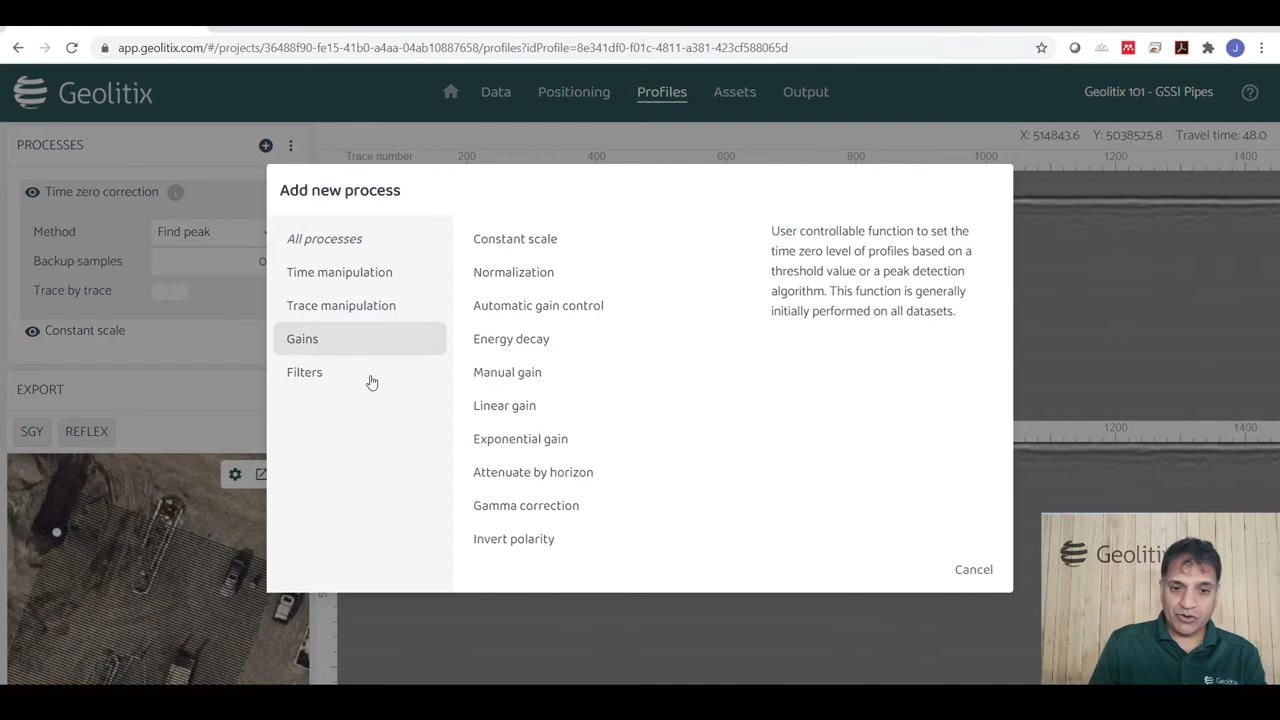 app.geolitix.com/#/projects/36488f90-fe15-41b0-a4aa-04ab10887658/profiles?idProfile=8e341df0-f01c-4811-a381-423cf588065d
J
Geolitix
Home Data Positioning Profiles Assets Output
Geolitix 101 - GSSI Pipes
PROCESSES
X: 514843.6 Y: 5038525.8 Travel time: 48.0
Trace number 200 400 600 800 1000 1200 1400
Time zero correction
Method Find peak
Backup samples 0
Trace by trace
Constant scale
EXPORT
SGY REFLEX
Add new process
All processes
Time manipulation
Trace manipulation
Gains
Filters
Constant scale
Normalization
Automatic gain control
Energy decay
Manual gain
Linear gain
Exponential gain
Attenuate by horizon
Gamma correction
Invert polarity
User controllable function to set the
time zero level of profiles based on a
threshold value or a peak detection
algorithm. This function is generally
initially performed on all datasets.
Cancel
1200 1400
Geolitix
Geolitix